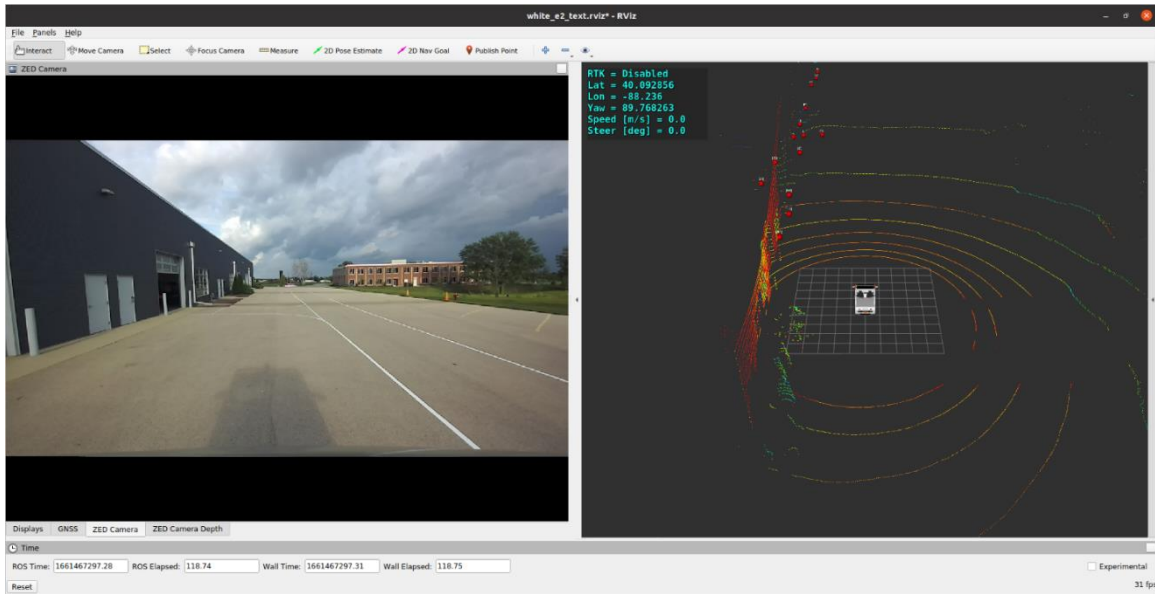 white_e2_text.rviz* - RViz
File Panels Help
Interact Move Camera Select Focus Camera Measure 2D Pose Estimate 2D Nav Goal Publish Point
ZED Camera
RTK = Disabled
Lat = 40.092856
Lon = -88.236
Yaw = 89.768263
Speed [m/s] = 0.0
Steer [deg] = 0.0
Displays GNSS ZED Camera ZED Camera Depth
Time
ROS Time: 1661467297.28 ROS Elapsed: 118.74 Wall Time: 1661467297.31 Wall Elapsed: 118.75 Experimental
Reset 31 fps